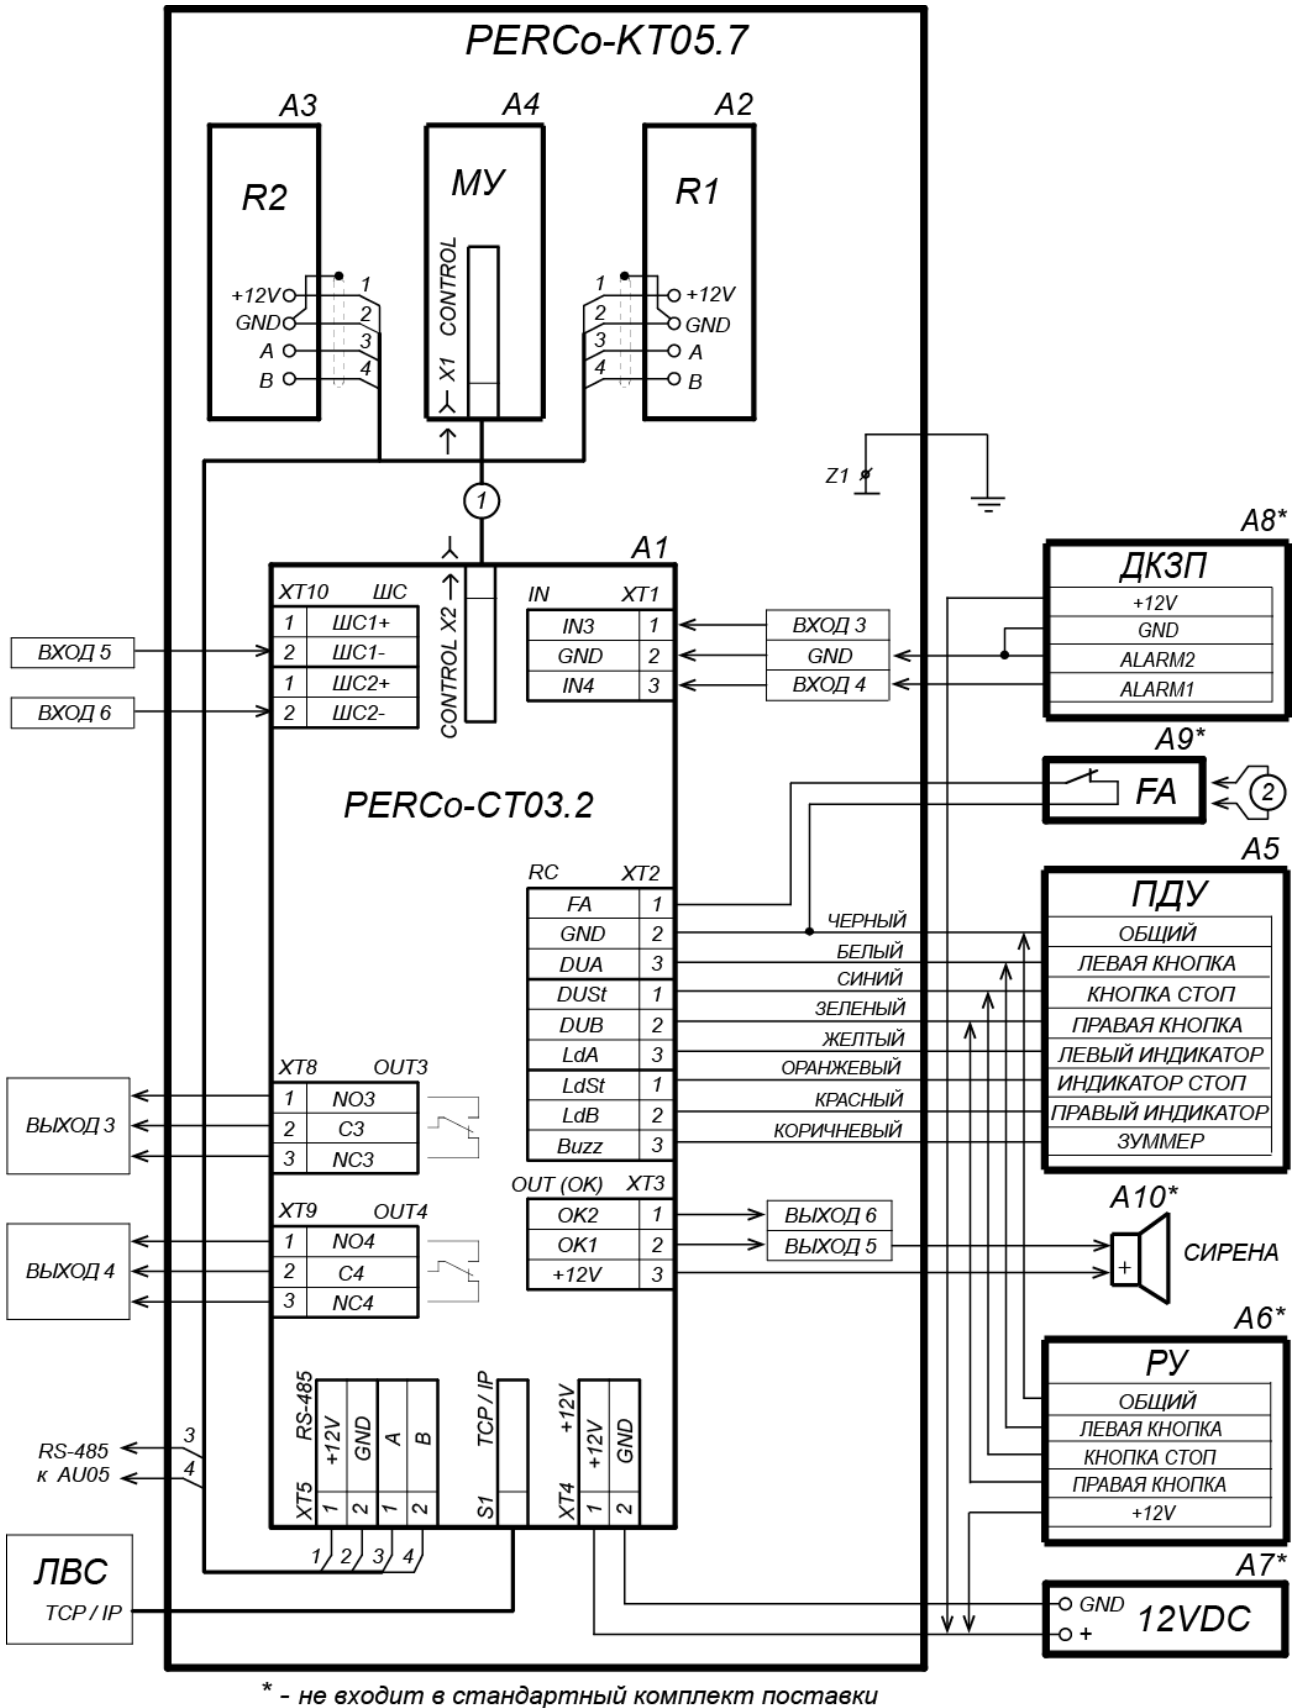 PERCo-KT05.7
A3
A4
A2
R2
МУ
R1
X1 CONTROL
+12V
GND
A
B
1
2
3
4
1
2
3
4
+12V
GND
A
B
1
Z1
A1
CONTROL X2
XT10 ШС
1 ШС1+
2 ШС1-
1 ШС2+
2 ШС2-
ВХОД 5
ВХОД 6
IN XT1
IN3 1
GND 2
IN4 3
ВХОД 3
GND
ВХОД 4
A8*
ДКЗП
+12V
GND
ALARM2
ALARM1
A9*
FA
2
PERCo-CT03.2
RC XT2
FA 1
GND 2
DUA 3
DUSt 1
DUB 2
LdA 3
LdSt 1
LdB 2
Buzz 3
ЧЕРНЫЙ
БЕЛЫЙ
СИНИЙ
ЗЕЛЕНЫЙ
ЖЕЛТЫЙ
ОРАНЖЕВЫЙ
КРАСНЫЙ
КОРИЧНЕВЫЙ
A5
ПДУ
ОБЩИЙ
ЛЕВАЯ КНОПКА
КНОПКА СТОП
ПРАВАЯ КНОПКА
ЛЕВЫЙ ИНДИКАТОР
ИНДИКАТОР СТОП
ПРАВЫЙ ИНДИКАТОР
ЗУММЕР
XT8 OUT3
1 NO3
2 C3
3 NC3
ВЫХОД 3
XT9 OUT4
1 NO4
2 C4
3 NC4
ВЫХОД 4
OUT (OK) XT3
OK2 1
OK1 2
+12V 3
ВЫХОД 6
ВЫХОД 5
A10*
+
СИРЕНА
A6*
РУ
ОБЩИЙ
ЛЕВАЯ КНОПКА
КНОПКА СТОП
ПРАВАЯ КНОПКА
+12V
XT5 RS-485
1 +12V
2 GND
1 A
2 B
S1 TCP / IP
XT4 +12V
1 +12V
2 GND
1
2
3
4
3
4
RS-485
к AU05
ЛВС
TCP / IP
A7*
GND
+
12VDC
* - не входит в стандартный комплект поставки